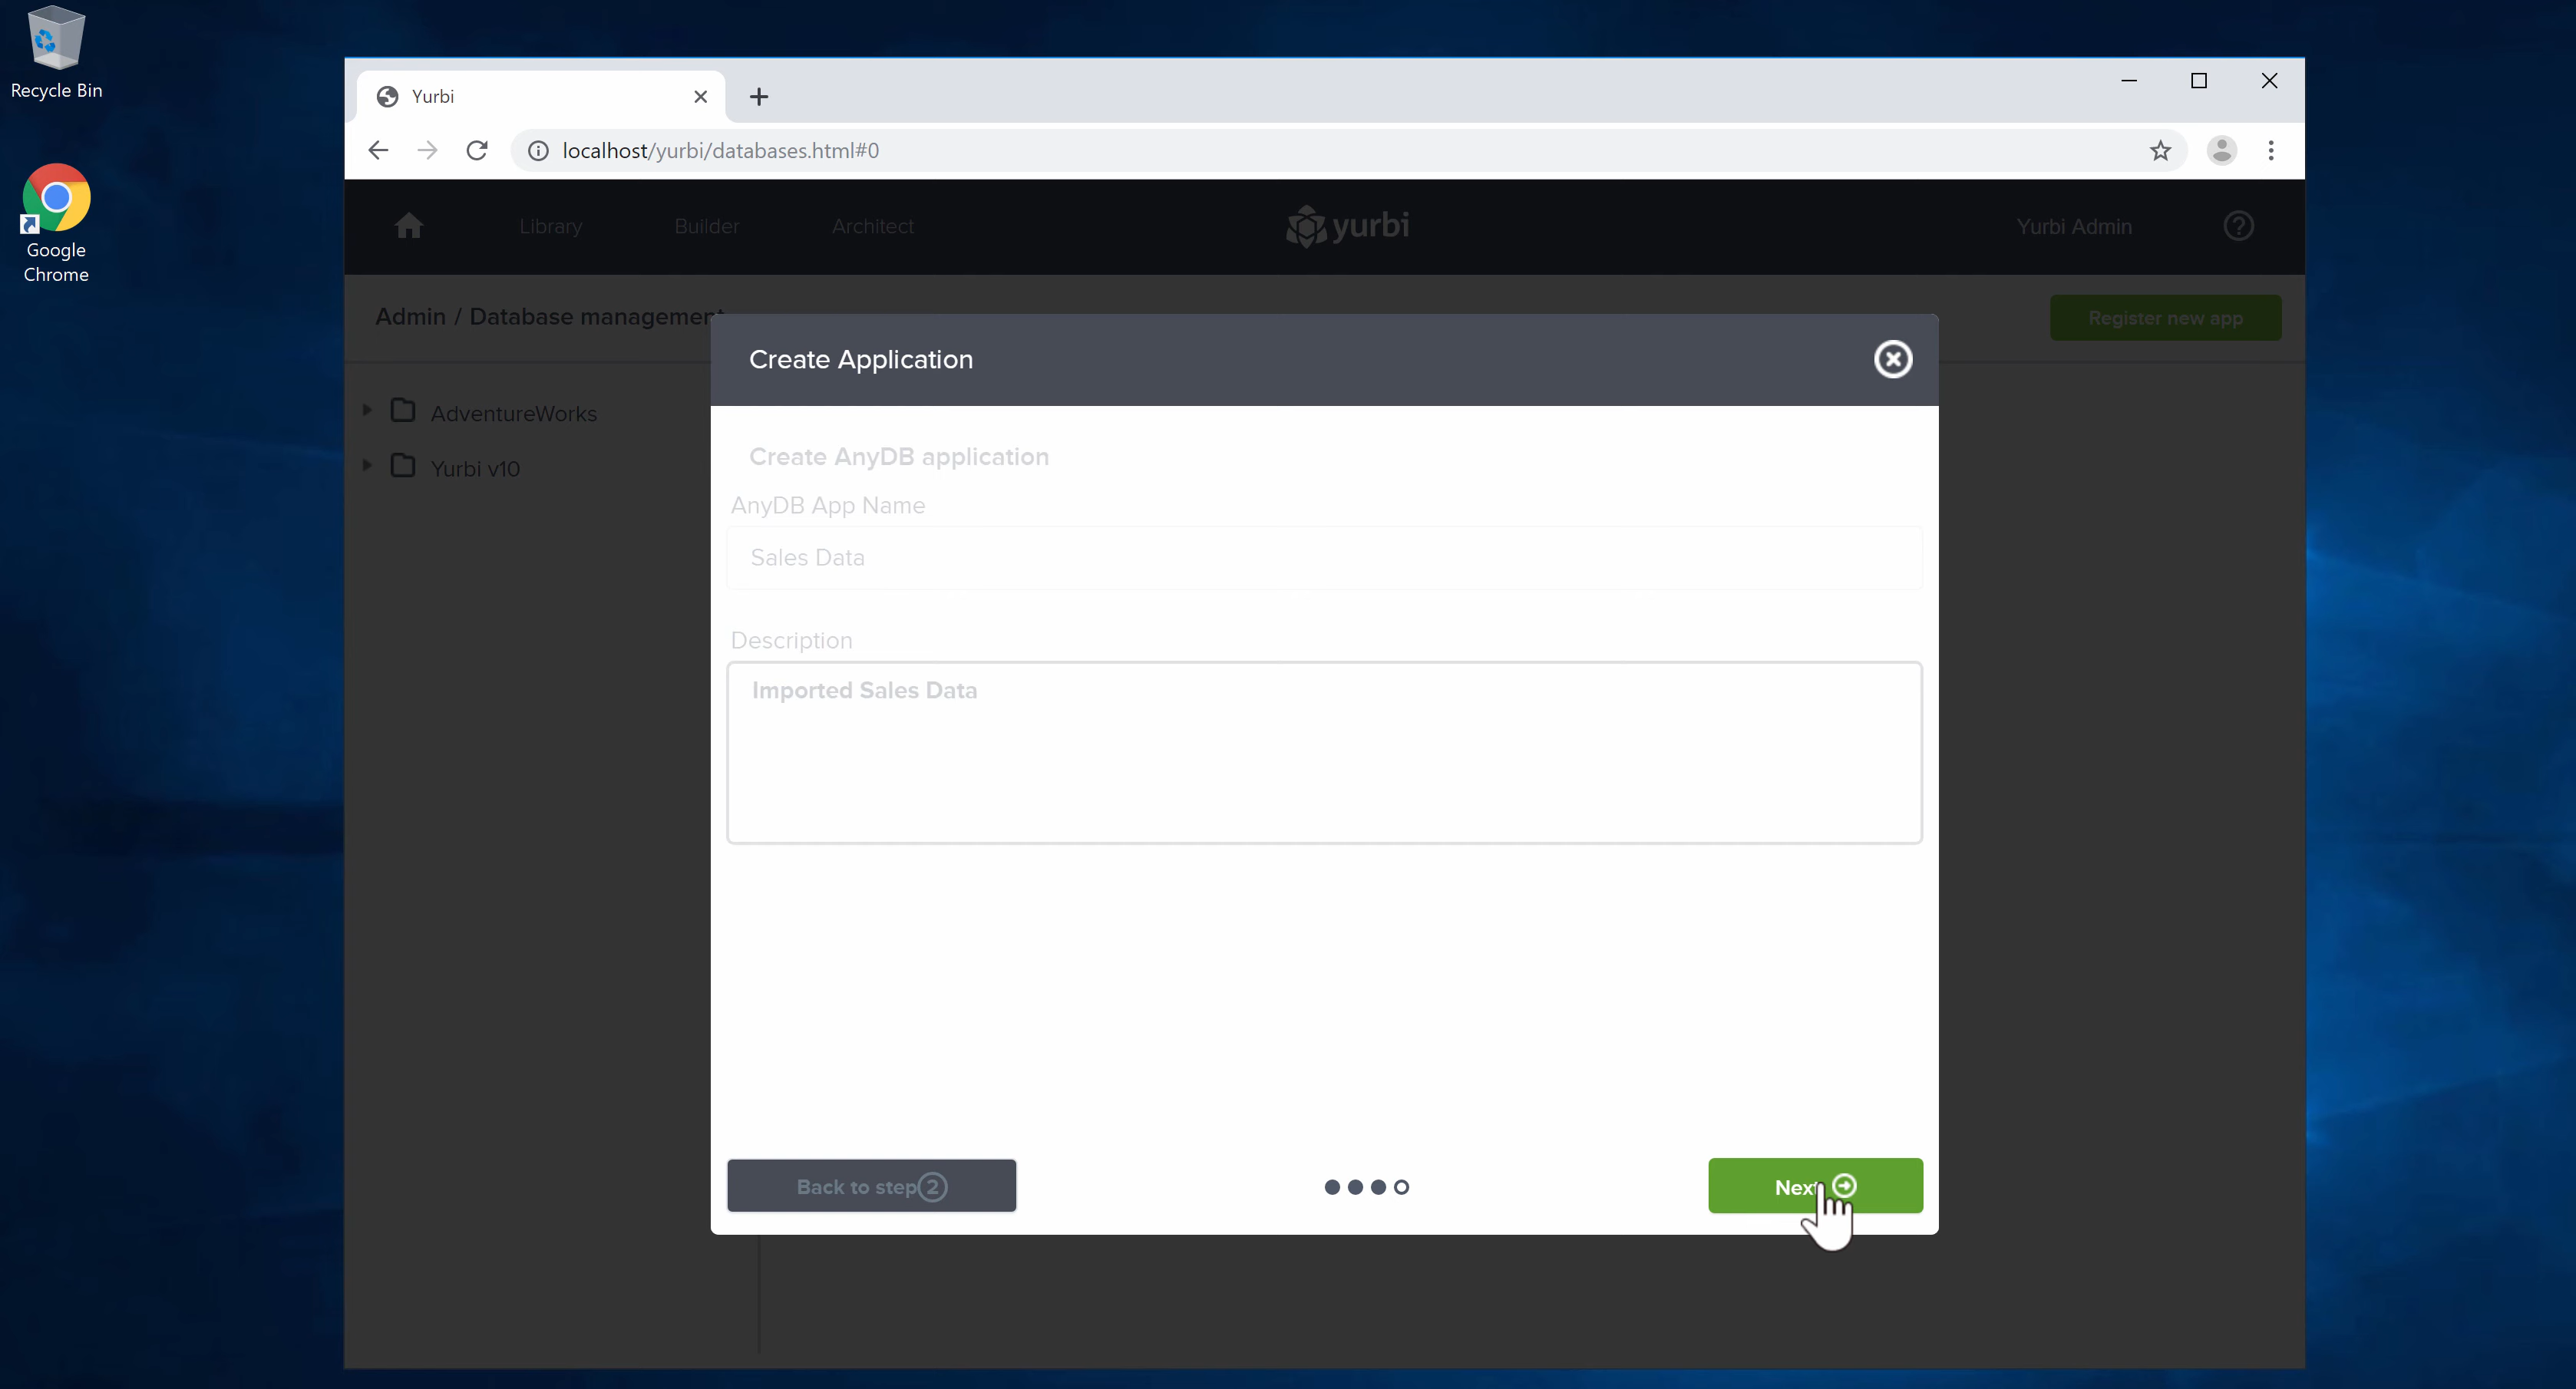 Recycle Bin
Google
Chrome
Yurbi
localhost/yurbi/databases.html#0
Library
Builder
Architect
yurbi
Yurbi Admin
Admin / Database management
Register new app
AdventureWorks
Yurbi v10
Create Application
Create AnyDB application
AnyDB App Name
Sales Data
Description
Imported Sales Data
Back to step 2
Next